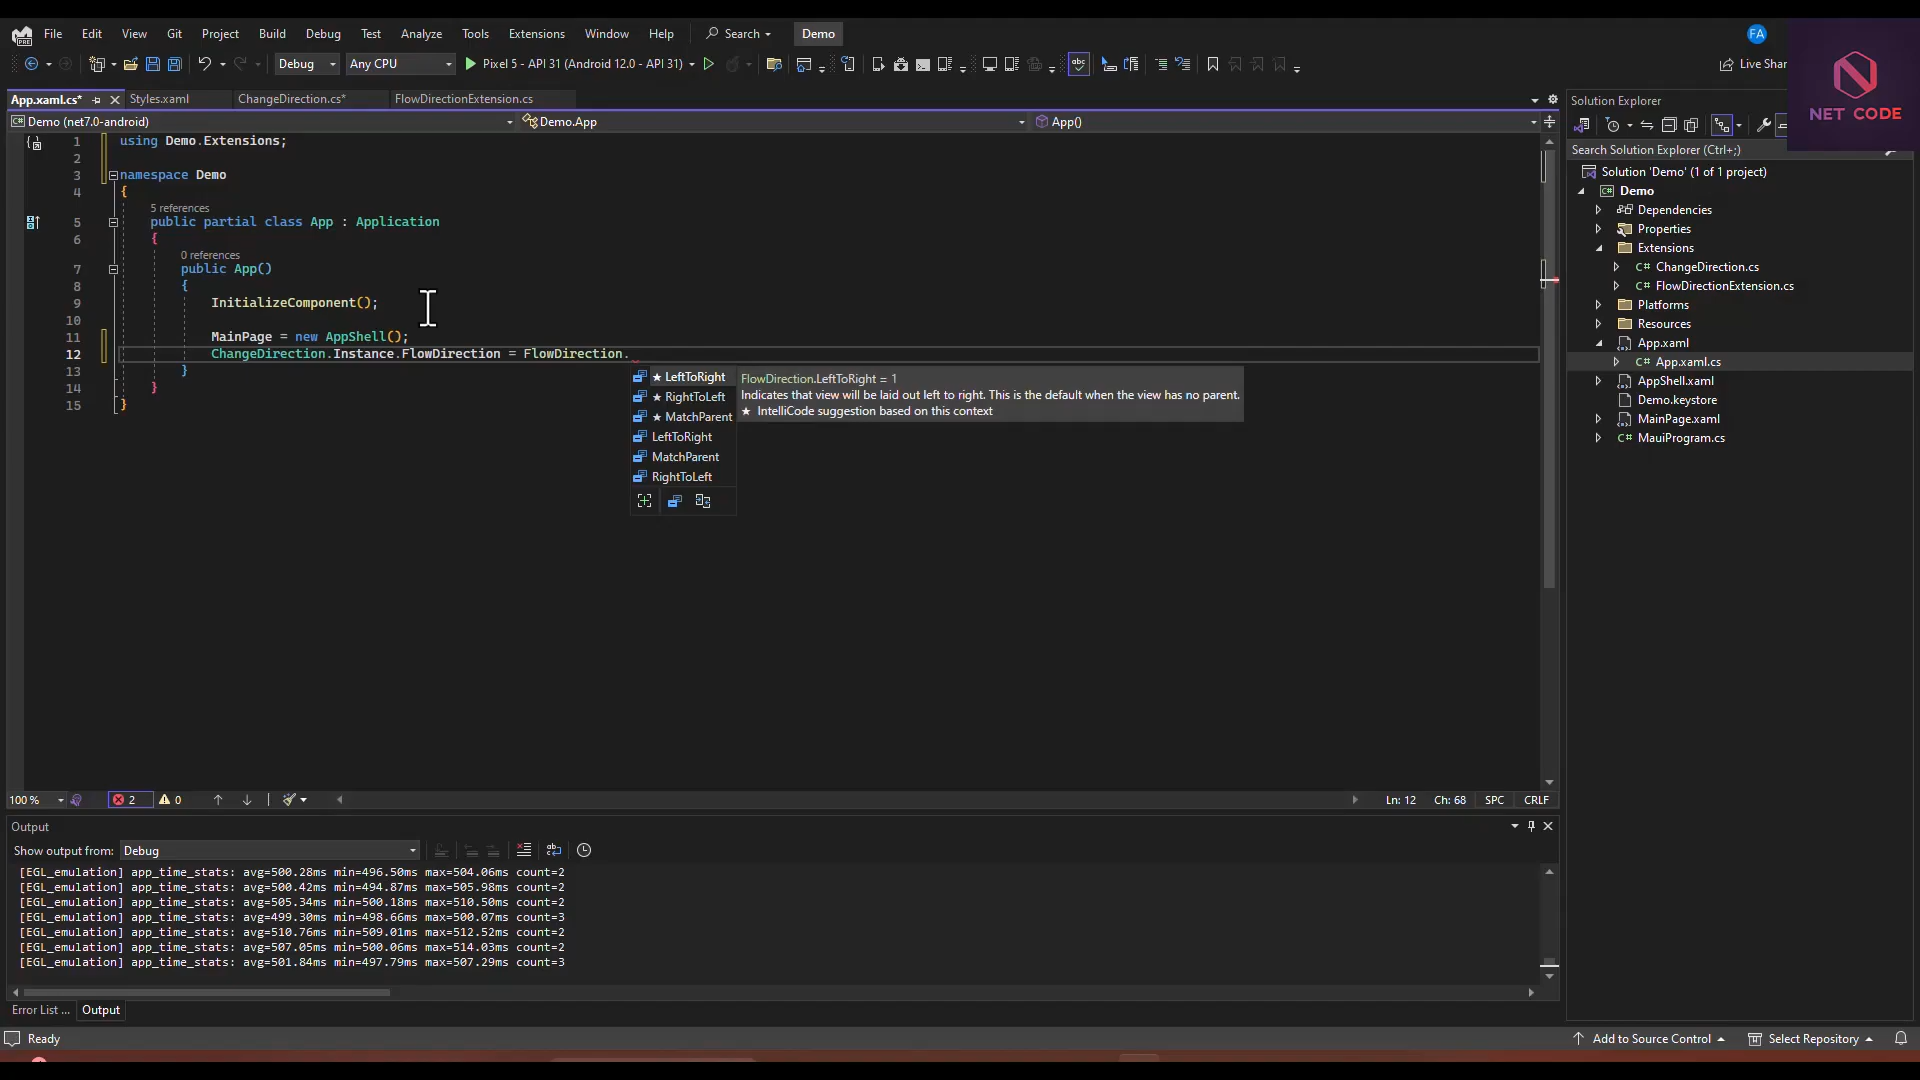 File Edit View Git Project Build Debug Test Analyze Tools Extensions Window Help Search Demo FA
Debug Any CPU Pixel 5 - API 31 (Android 12.0 - API 31) Live Shar
NET CODE
App.xaml.cs* Styles.xaml ChangeDirection.cs* FlowDirectionExtension.cs
Demo (net7.0-android) Demo.App App()
1 using Demo.Extensions;
2
3 namespace Demo
4 {
5 references
5 public partial class App : Application
6 {
0 references
7 public App()
8 {
9 InitializeComponent();
10
11 MainPage = new AppShell();
12 ChangeDirection.Instance.FlowDirection = FlowDirection.
13 }
14 }
15 }
★ LeftToRight
★ RightToLeft
★ MatchParent
LeftToRight
MatchParent
RightToLeft
FlowDirection.LeftToRight = 1
Indicates that view will be laid out left to right. This is the default when the view has no parent.
★ IntelliCode suggestion based on this context
100 % 2 0 Ln: 12 Ch: 68 SPC CRLF
Output
Show output from: Debug
[EGL_emulation] app_time_stats: avg=500.28ms min=496.50ms max=504.06ms count=2
[EGL_emulation] app_time_stats: avg=500.42ms min=494.87ms max=505.98ms count=2
[EGL_emulation] app_time_stats: avg=505.34ms min=500.18ms max=510.50ms count=2
[EGL_emulation] app_time_stats: avg=499.30ms min=498.66ms max=500.07ms count=3
[EGL_emulation] app_time_stats: avg=510.76ms min=509.01ms max=512.52ms count=2
[EGL_emulation] app_time_stats: avg=507.05ms min=500.06ms max=514.03ms count=2
[EGL_emulation] app_time_stats: avg=501.84ms min=497.79ms max=507.29ms count=3
Error List ... Output
Solution Explorer
Search Solution Explorer (Ctrl+;)
Solution 'Demo' (1 of 1 project)
Demo
Dependencies
Properties
Extensions
C# ChangeDirection.cs
C# FlowDirectionExtension.cs
Platforms
Resources
App.xaml
C# App.xaml.cs
AppShell.xaml
Demo.keystore
MainPage.xaml
C# MauiProgram.cs
Ready Add to Source Control Select Repository